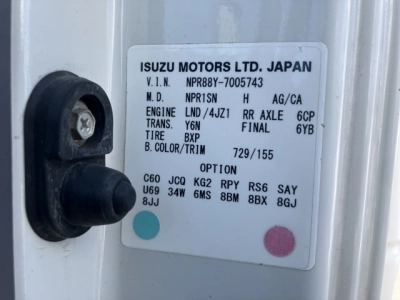 ISUZU MOTORS LTD. JAPAN
V.I.N. NPR88Y-7005743
M.D. NPR1SN H AG/CA
ENGINE LND/4JZ1 RR AXLE 6CP
TRANS. Y6N FINAL 6YB
TIRE BXP
B.COLOR/TRIM 729/155
OPTION
C60 JCQ KG2 RPY RS6 SAY
U69 34W 6MS 8BM 8BX 8GJ
8JJ